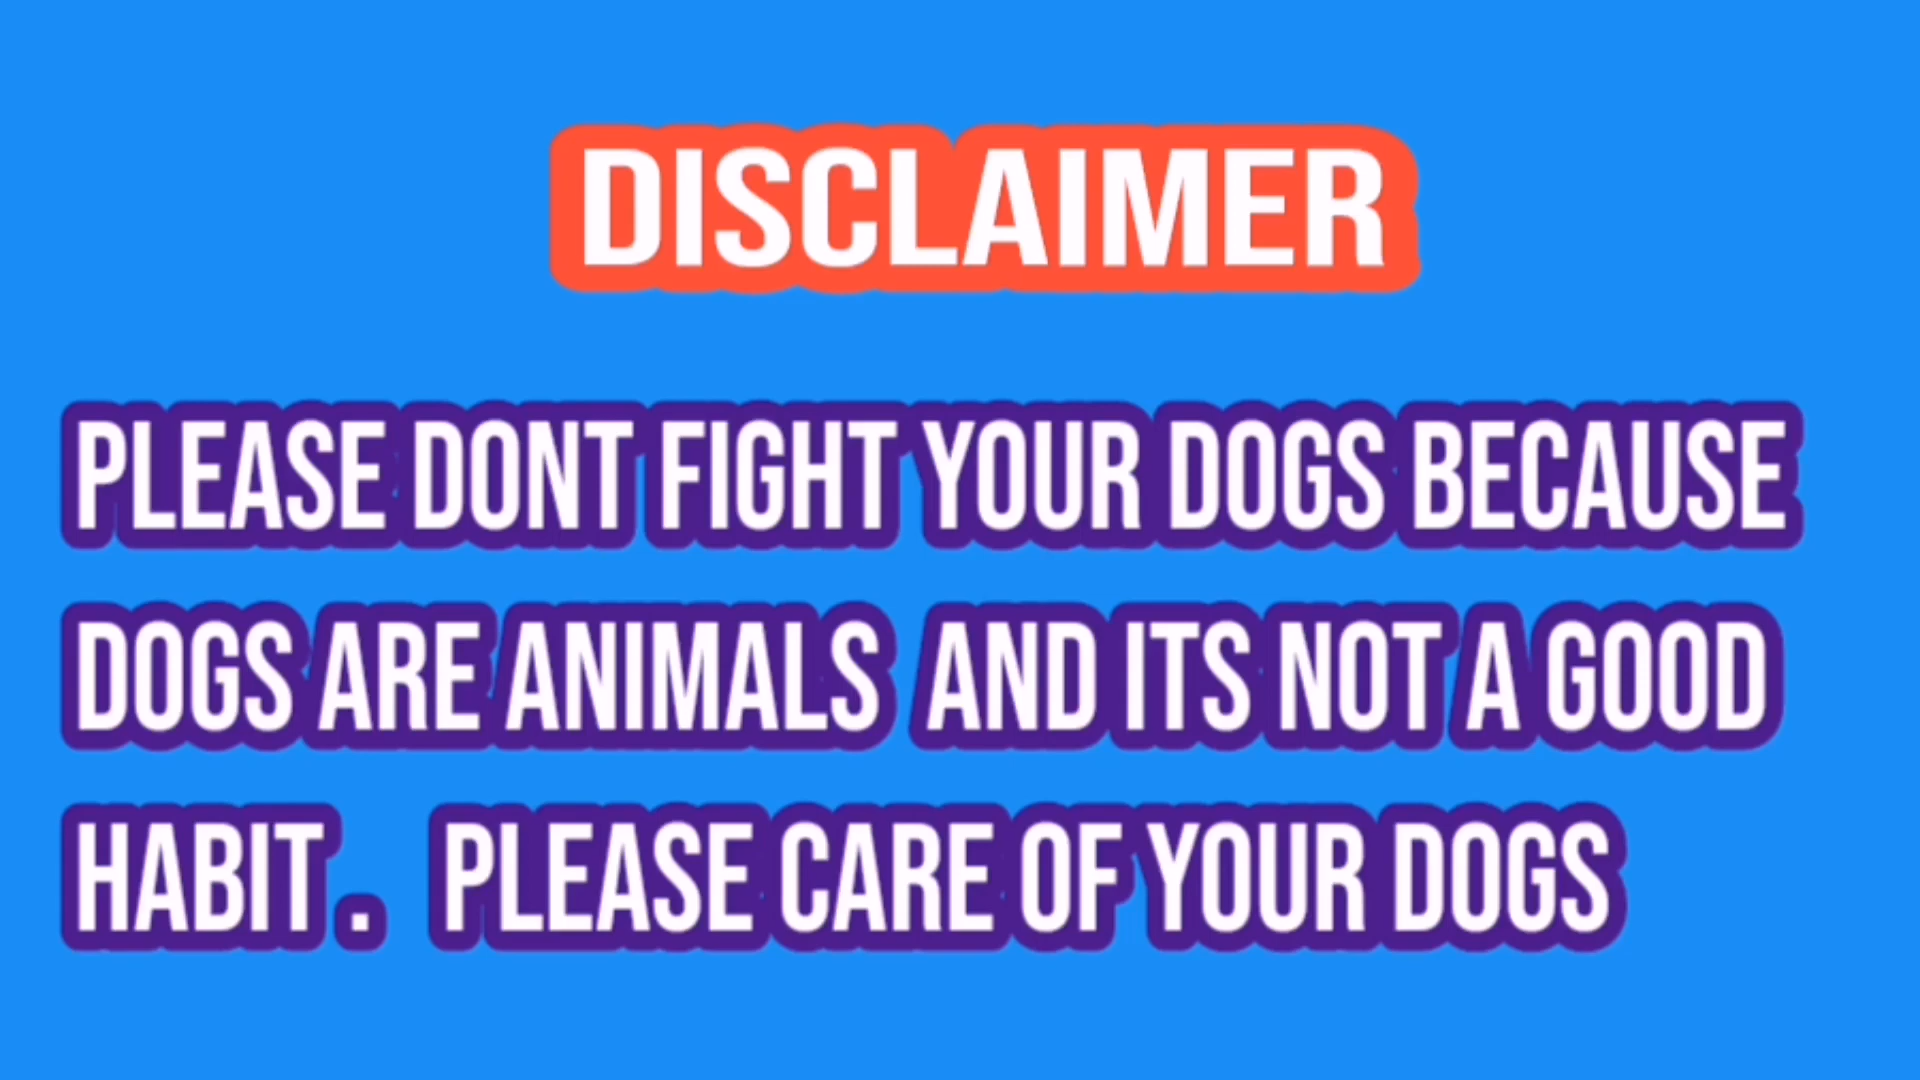 DISCLAIMER
PLEASE DONT FIGHT YOUR DOGS BECAUSE
DOGS ARE ANIMALS AND ITS NOT A GOOD
HABIT. PLEASE CARE OF YOUR DOGS